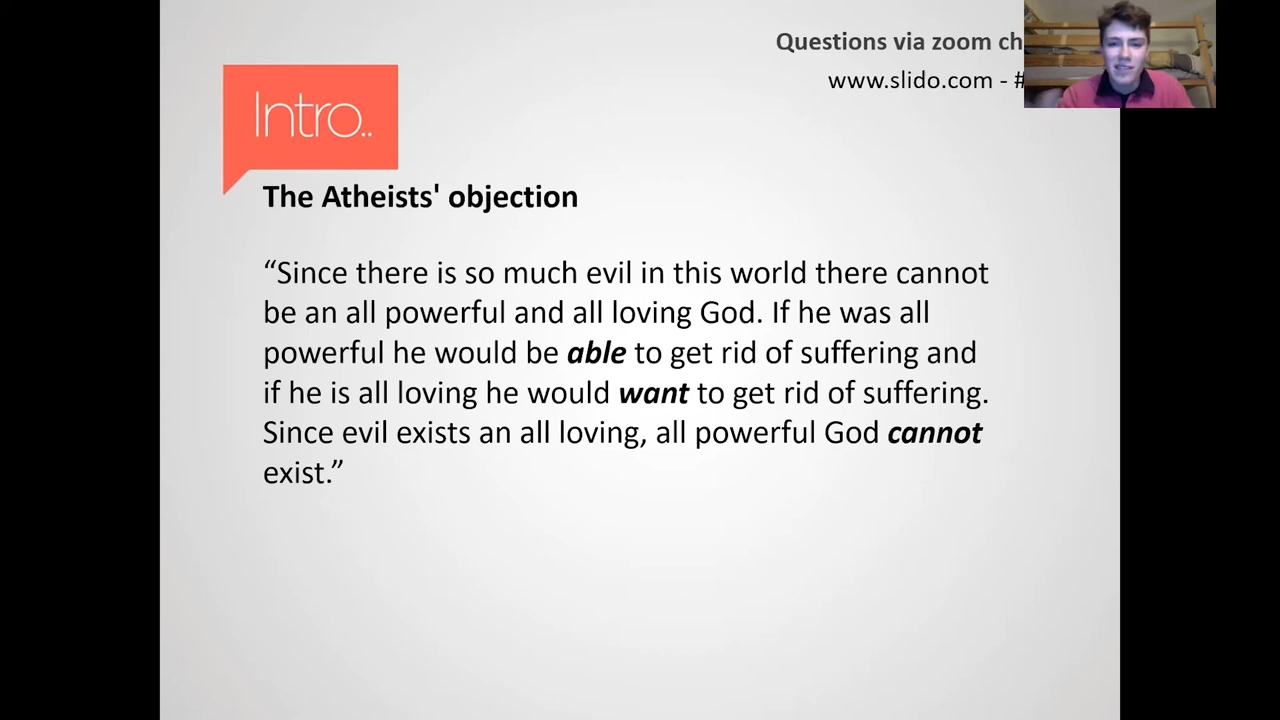 Questions via zoom
www.slido.com - #
Intro..
The Atheists' objection
“Since there is so much evil in this world there cannot
be an all powerful and all loving God. If he was all
powerful he would be able to get rid of suffering and
if he is all loving he would want to get rid of suffering.
Since evil exists an all loving, all powerful God cannot
exist.”